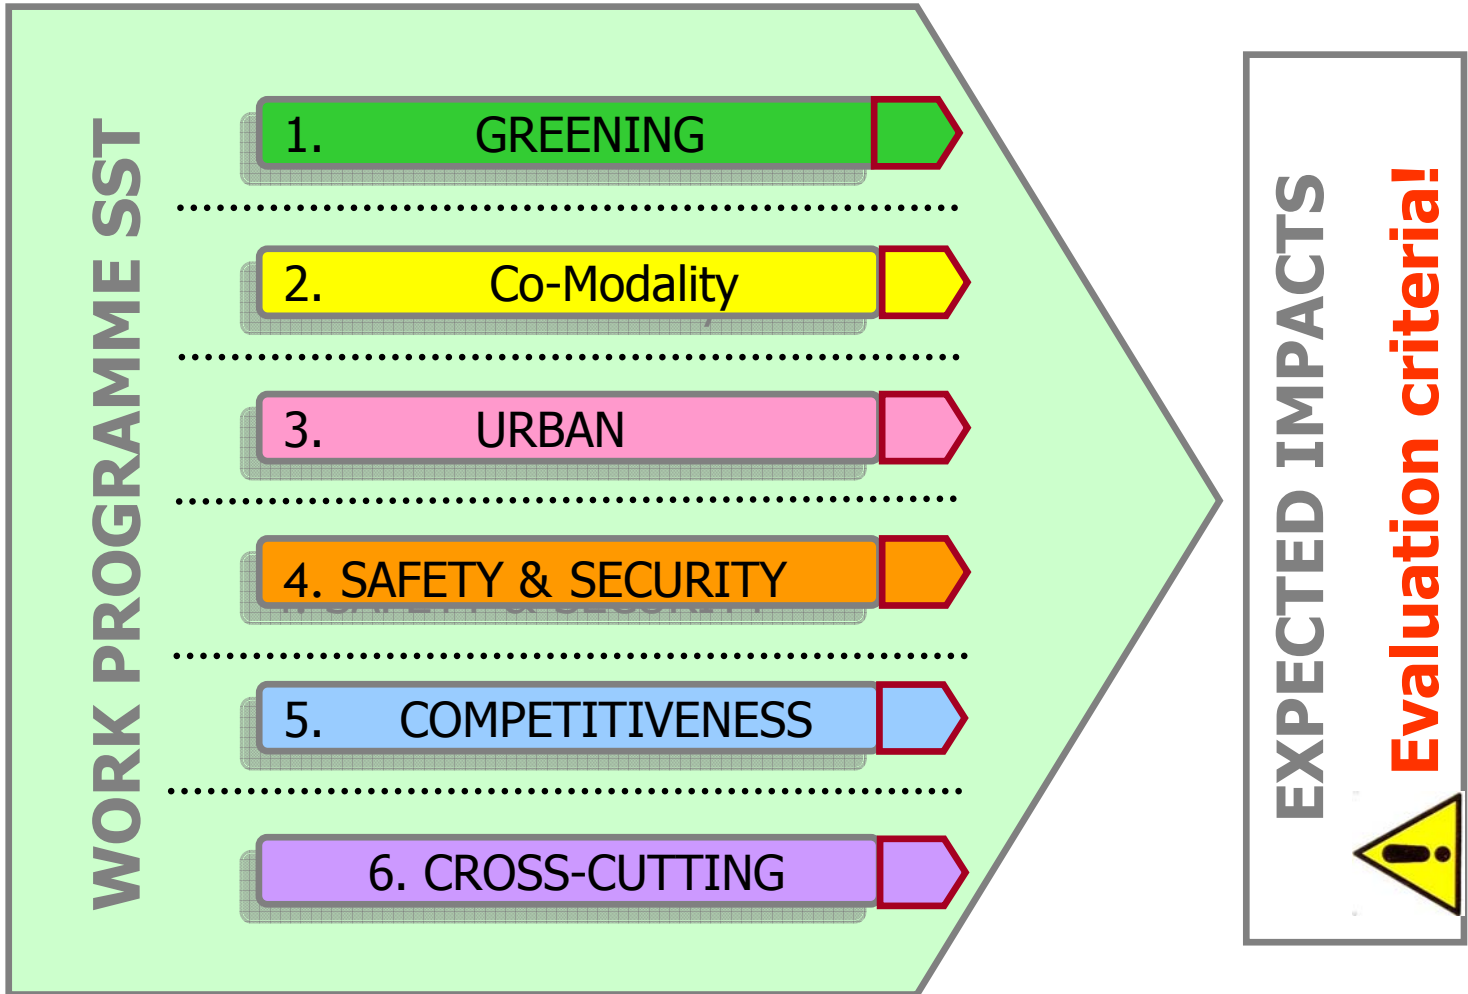 WORK PROGRAMME SST
1. GREENING
2. Co-Modality
3. URBAN
4. SAFETY & SECURITY
5. COMPETITIVENESS
6. CROSS-CUTTING
EXPECTED IMPACTS
Evaluation criteria!